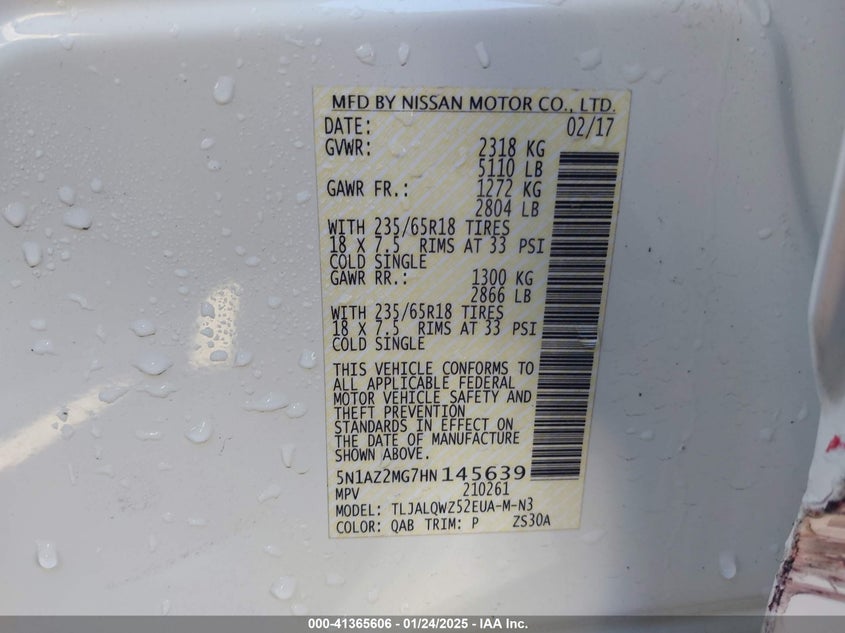 MFD BY NISSAN MOTOR CO., LTD.
DATE: 02/17
GVWR: 2318 KG
5110 LB
GAWR FR.: 1272 KG
2804 LB
WITH 235/65R18 TIRES
18 X 7.5 RIMS AT 33 PSI
COLD SINGLE
GAWR RR.: 1300 KG
2866 LB
WITH 235/65R18 TIRES
18 X 7.5 RIMS AT 33 PSI
COLD SINGLE
THIS VEHICLE CONFORMS TO
ALL APPLICABLE FEDERAL
MOTOR VEHICLE SAFETY AND
THEFT PREVENTION
STANDARDS IN EFFECT ON
THE DATE OF MANUFACTURE
SHOWN ABOVE.
5N1AZ2MG7HN145639
MPV 210261
MODEL: TLJALQWZ52EUA-M-N3
COLOR: QAB TRIM: P ZS30A
000-41365606 - 01/24/2025 - IAA Inc.